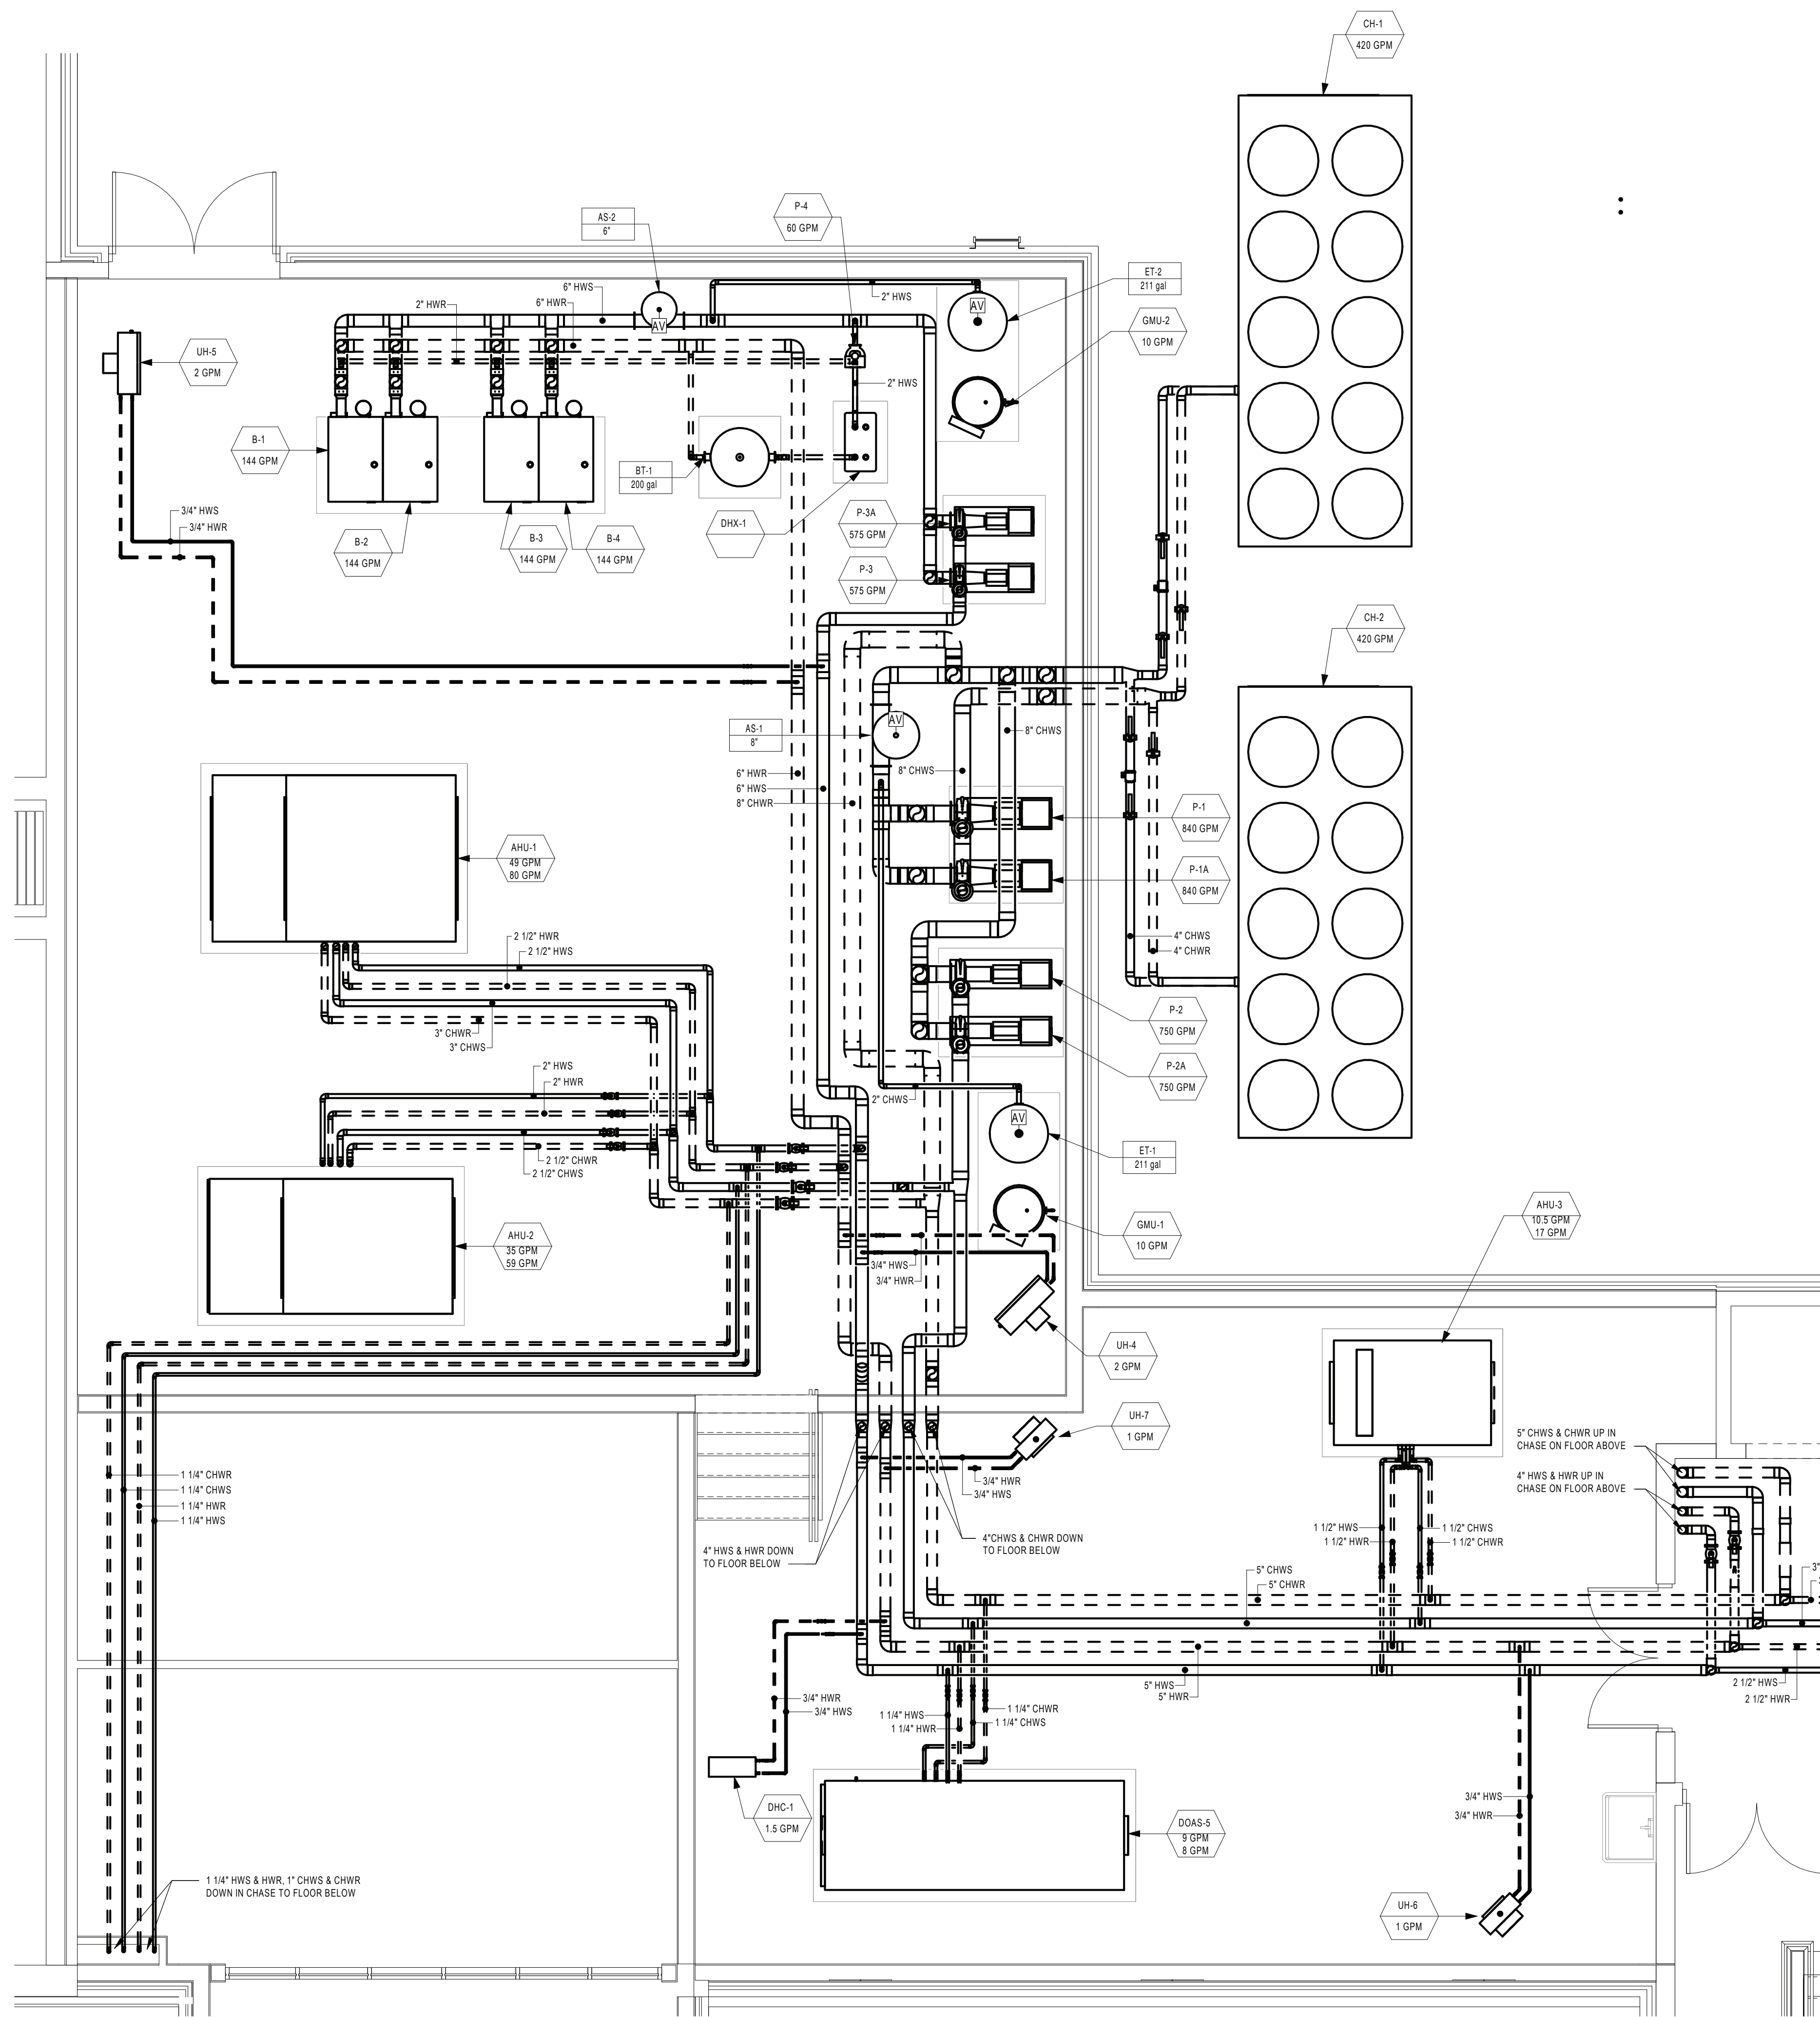 CH-1
420 GPM
P-4
60 GPM
AS-2
6"
ET-2
211 gal
6" HWS
6" HWR
2" HWR
2" HWS
AV
AV
GMU-2
10 GPM
UH-5
2 GPM
2" HWS
B-1
144 GPM
BT-1
200 gal
3/4" HWS
3/4" HWR
P-3A
575 GPM
DHX-1
B-2
144 GPM
B-3
144 GPM
B-4
144 GPM
P-3
575 GPM
CH-2
420 GPM
AV
AS-1
8"
8" CHWS
8" CHWS
6" HWR
6" HWS
8" CHWR
P-1
840 GPM
AHU-1
49 GPM
80 GPM
P-1A
840 GPM
2 1/2" HWR
2 1/2" HWS
4" CHWS
4" CHWR
3" CHWR
3" CHWS
P-2
750 GPM
2" HWS
2" HWR
P-2A
750 GPM
2" CHWS
AV
2 1/2" CHWR
2 1/2" CHWS
ET-1
211 gal
AHU-3
10.5 GPM
17 GPM
AHU-2
35 GPM
59 GPM
GMU-1
10 GPM
3/4" HWS
3/4" HWR
UH-4
2 GPM
UH-7
1 GPM
5" CHWS & CHWR UP IN
CHASE ON FLOOR ABOVE
1 1/4" CHWR
1 1/4" CHWS
1 1/4" HWR
1 1/4" HWS
3/4" HWR
3/4" HWS
4" HWS & HWR UP IN
CHASE ON FLOOR ABOVE
4" HWS & HWR DOWN
TO FLOOR BELOW
4"CHWS & CHWR DOWN
TO FLOOR BELOW
1 1/2" HWS
1 1/2" HWR
1 1/2" CHWS
1 1/2" CHWR
5" CHWS
5" CHWR
3"
5" HWS
5" HWR
2 1/2" HWS
2 1/2" HWR
3/4" HWR
3/4" HWS
1 1/4" HWS
1 1/4" HWR
1 1/4" CHWR
1 1/4" CHWS
DHC-1
1.5 GPM
DOAS-5
9 GPM
8 GPM
3/4" HWS
3/4" HWR
1 1/4" HWS & HWR, 1" CHWS & CHWR
DOWN IN CHASE TO FLOOR BELOW
UH-6
1 GPM